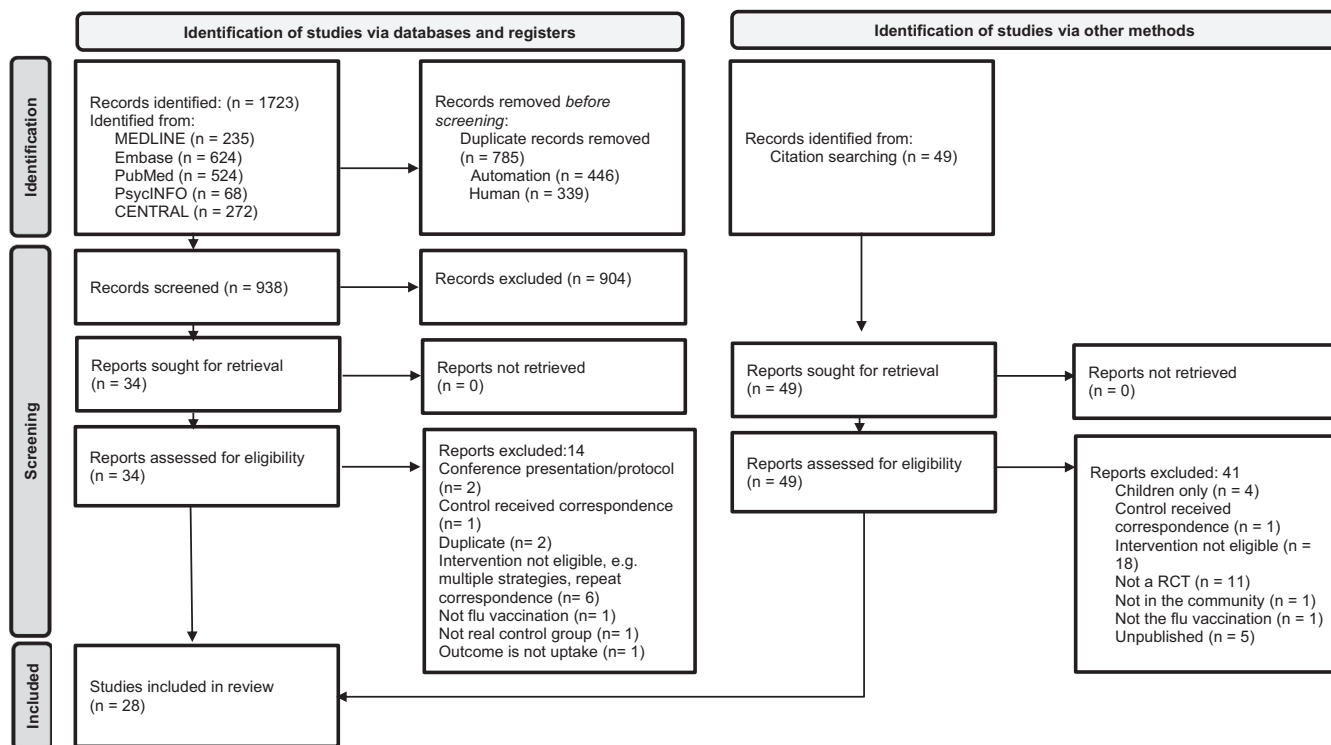 Identification of studies via databases and registers
Identification of studies via other methods
Identification
Records identified: (n = 1723)
Identified from:
MEDLINE (n = 235)
Embase (n = 624)
PubMed (n = 524)
PsycINFO (n = 68)
CENTRAL (n = 272)
Records removed before
screening:
Duplicate records removed
(n = 785)
Automation (n = 446)
Human (n = 339)
Records identified from:
Citation searching (n = 49)
Screening
Records screened (n = 938)
Records excluded (n = 904)
Reports sought for retrieval
(n = 34)
Reports not retrieved
(n = 0)
Reports sought for retrieval
(n = 49)
Reports not retrieved
(n = 0)
Reports assessed for eligibility
(n = 34)
Reports excluded:14
Conference presentation/protocol
(n= 2)
Control received correspondence
(n= 1)
Duplicate (n= 2)
Intervention not eligible, e.g.
multiple strategies, repeat
correspondence (n= 6)
Not flu vaccination (n= 1)
Not real control group (n= 1)
Outcome is not uptake (n= 1)
Reports assessed for eligibility
(n = 49)
Reports excluded: 41
Children only (n = 4)
Control received
correspondence (n = 1)
Intervention not eligible (n =
18)
Not a RCT (n = 11)
Not in the community (n = 1)
Not the flu vaccination (n = 1)
Unpublished (n = 5)
Included
Studies included in review
(n = 28)